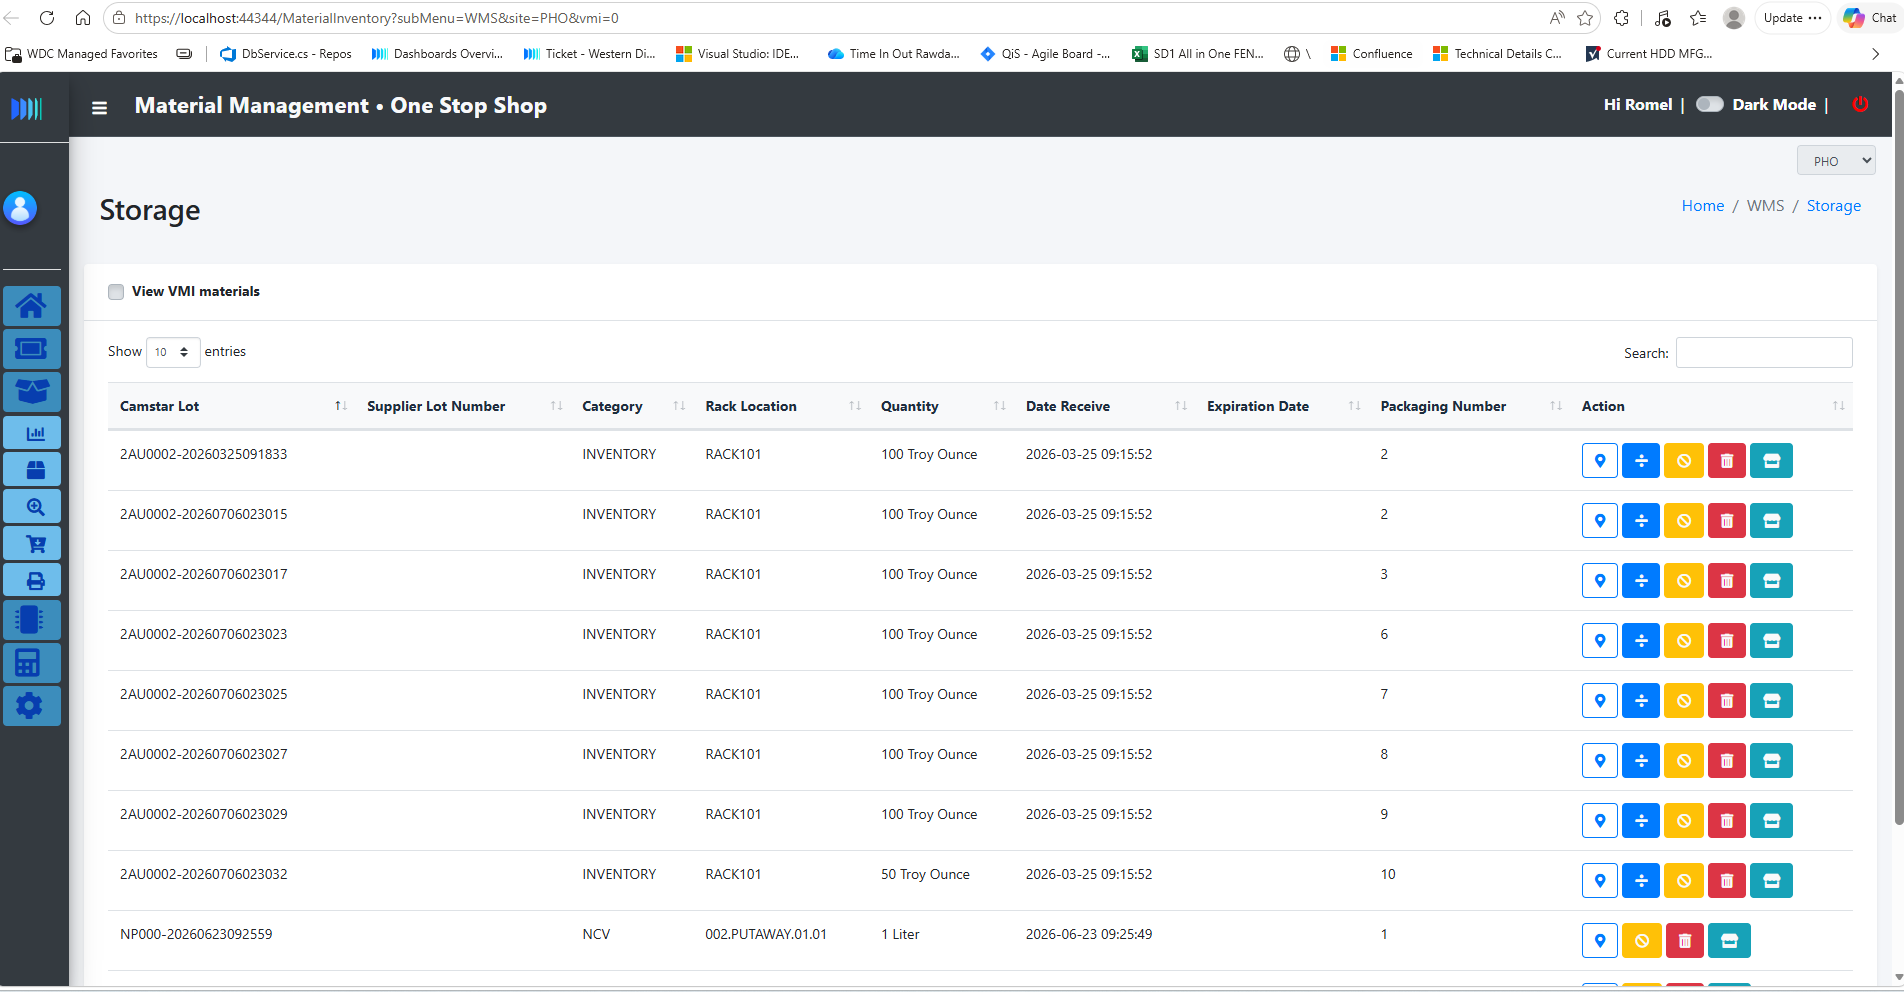 https://localhost:44344/MaterialInventory?subMenu=WMS&site=PHO&vmi=0
Update
Chat
WDC Managed Favorites
DbService.cs - Repos
Dashboards Overvi...
Ticket - Western Di...
Visual Studio: IDE...
Time In Out Rawda...
QiS - Agile Board -...
SD1 All in One FEN...
\
Confluence
Technical Details C...
Current HDD MFG...
Material Management • One Stop Shop
Hi Romel | Dark Mode |
PHO
Storage
Home / WMS / Storage
View VMI materials
Show 10 entries
Search:
Camstar Lot Supplier Lot Number Category Rack Location Quantity Date Receive Expiration Date Packaging Number Action
2AU0002-20260325091833 INVENTORY RACK101 100 Troy Ounce 2026-03-25 09:15:52 2
2AU0002-20260706023015 INVENTORY RACK101 100 Troy Ounce 2026-03-25 09:15:52 2
2AU0002-20260706023017 INVENTORY RACK101 100 Troy Ounce 2026-03-25 09:15:52 3
2AU0002-20260706023023 INVENTORY RACK101 100 Troy Ounce 2026-03-25 09:15:52 6
2AU0002-20260706023025 INVENTORY RACK101 100 Troy Ounce 2026-03-25 09:15:52 7
2AU0002-20260706023027 INVENTORY RACK101 100 Troy Ounce 2026-03-25 09:15:52 8
2AU0002-20260706023029 INVENTORY RACK101 100 Troy Ounce 2026-03-25 09:15:52 9
2AU0002-20260706023032 INVENTORY RACK101 50 Troy Ounce 2026-03-25 09:15:52 10
NP000-20260623092559 NCV 002.PUTAWAY.01.01 1 Liter 2026-06-23 09:25:49 1